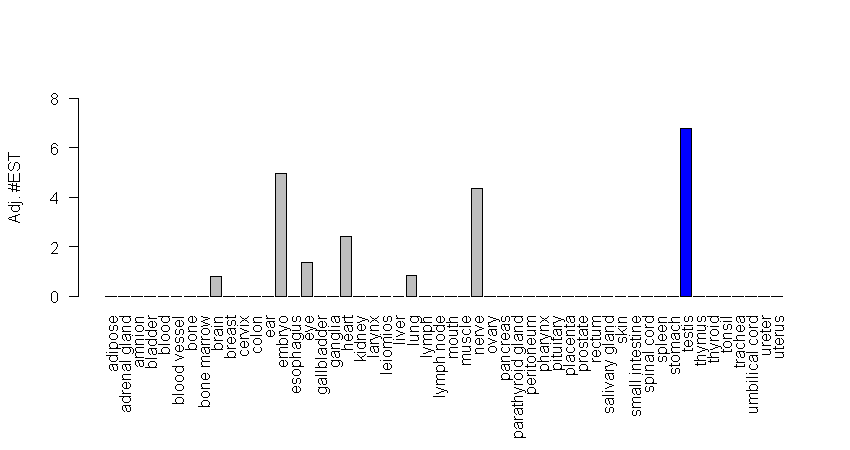 Adj. #EST
8
6
4
2
0
adipose
adrenal gland
amnion
bladder
blood
blood vessel
bone
bone marrow
brain
breast
cervix
colon
ear
embryo
esophagus
eye
gallbladder
ganglia
heart
kidney
larynx
leiomios
liver
lung
lymph
lymph node
mouth
muscle
nerve
ovary
pancreas
parathyroid gland
peritoneum
pharynx
pituitary
placenta
prostate
rectum
salivary gland
skin
small intestine
spinal cord
spleen
stomach
testis
thymus
thyroid
tonsil
trachea
umbilical cord
ureter
uterus